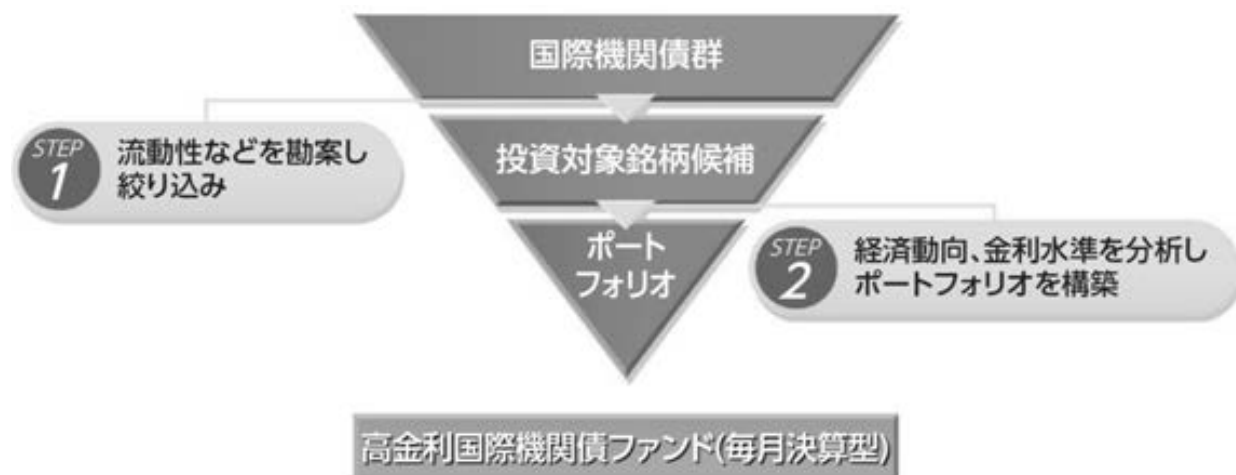 国際機関債群
STEP
1
流動性などを勘案し
絞り込み
投資対象銘柄候補
ポート
フォリオ
STEP
2
経済動向、金利水準を分析し
ポートフォリオを構築
高金利国際機関債ファンド(毎月決算型)